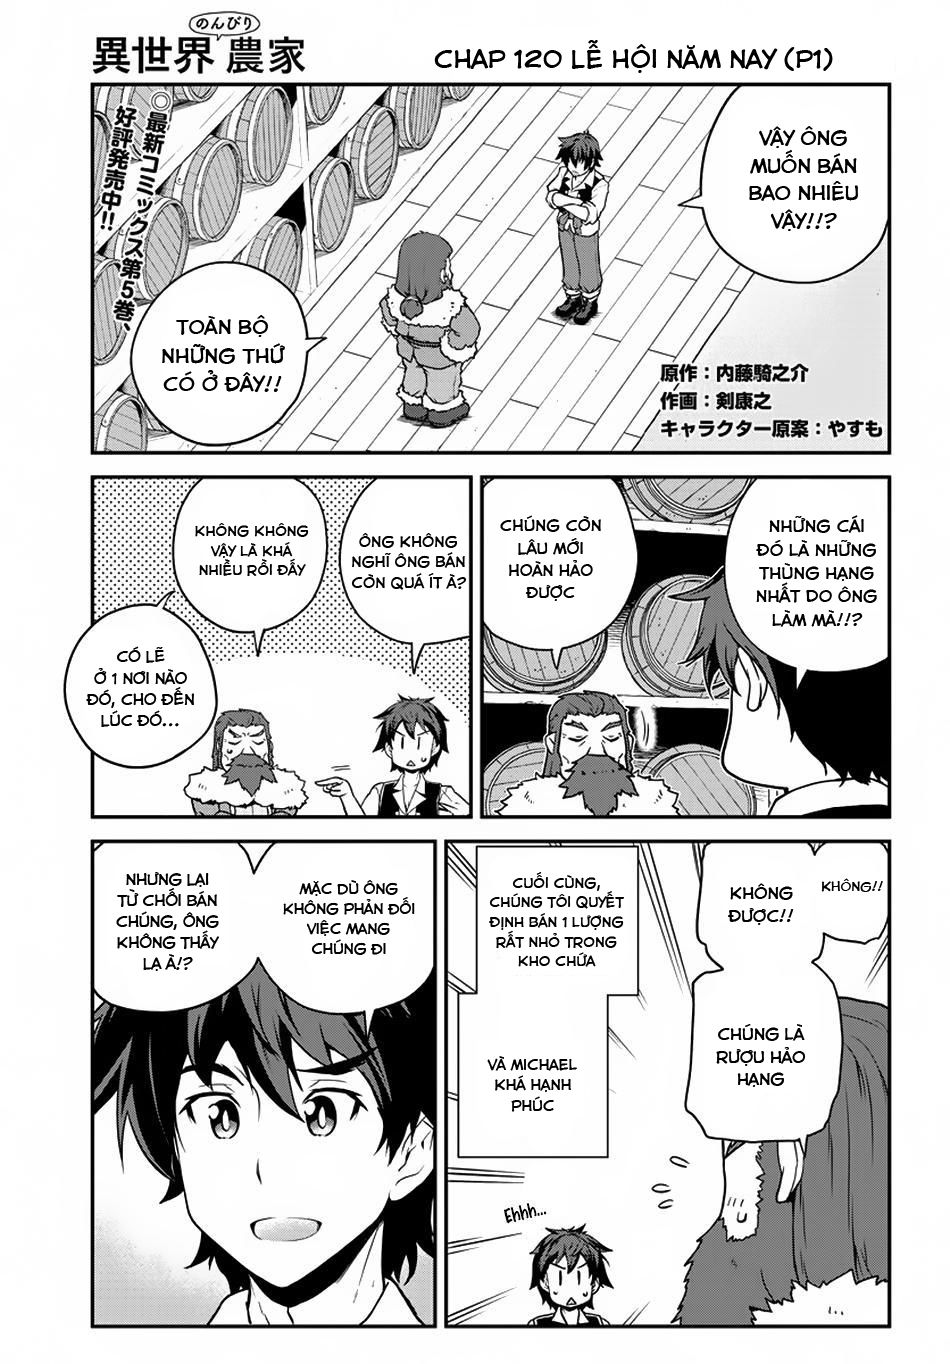 のんびり
異世界 農家
CHAP 120 LỄ HỘI NĂM NAY (P1)
◎最新コミックス第5巻、
好評発売中!!
VẬY ÔNG
MUỐN BÁN
BAO NHIÊU
VẬY!!?
TOÀN BỘ
NHỮNG THỨ
CÓ Ở ĐÂY!!
原作：内藤騎之介
作画：剣康之
キャラクター原案：やすも
NHỮNG CÁI
ĐÓ LÀ NHỮNG
THÙNG HẠNG
NHẤT DO ÔNG
LÀM MÀ!!?
CHÚNG CÒN
LÂU MỚI
HOÀN HẢO
ĐƯỢC
ÔNG KHÔNG
NGHĨ ÔNG BÁN
CÒN QUÁ ÍT À?
KHÔNG KHÔNG
VẬY LÀ KHÁ
NHIỀU RỒI ĐẤY
CÓ LẼ
Ở 1 NƠI NÀO
ĐÓ, CHO ĐẾN
LÚC ĐÓ...
KHÔNG!!
KHÔNG
ĐƯỢC!!
CHÚNG LÀ
RƯỢU HẢO
HẠNG
CUỐI CÙNG,
CHÚNG TÔI QUYẾT
ĐỊNH BÁN 1 LƯỢNG
RẤT NHỎ TRONG
KHO CHỨA
VÀ MICHAEL
KHÁ HẠNH
PHÚC
Ehhh...
MẶC DÙ ÔNG
KHÔNG PHẢN ĐỐI
VIỆC MANG
CHÚNG ĐI
NHƯNG LẠI
TỪ CHỐI BÁN
CHÚNG, ÔNG
KHÔNG THẤY
LẠ À!?